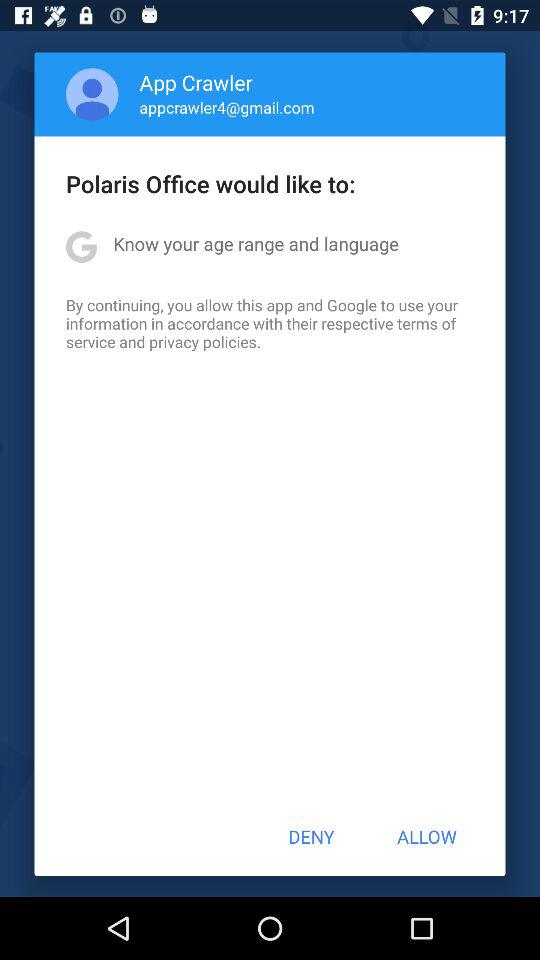 9:17
App Crawler
appcrawler4@gmail.com
Polaris Office would like to:
G Know your age range and language
By continuing, you allow this app and Google to use your
information in accordance with their respective terms of
service and privacy policies.
DENY ALLOW